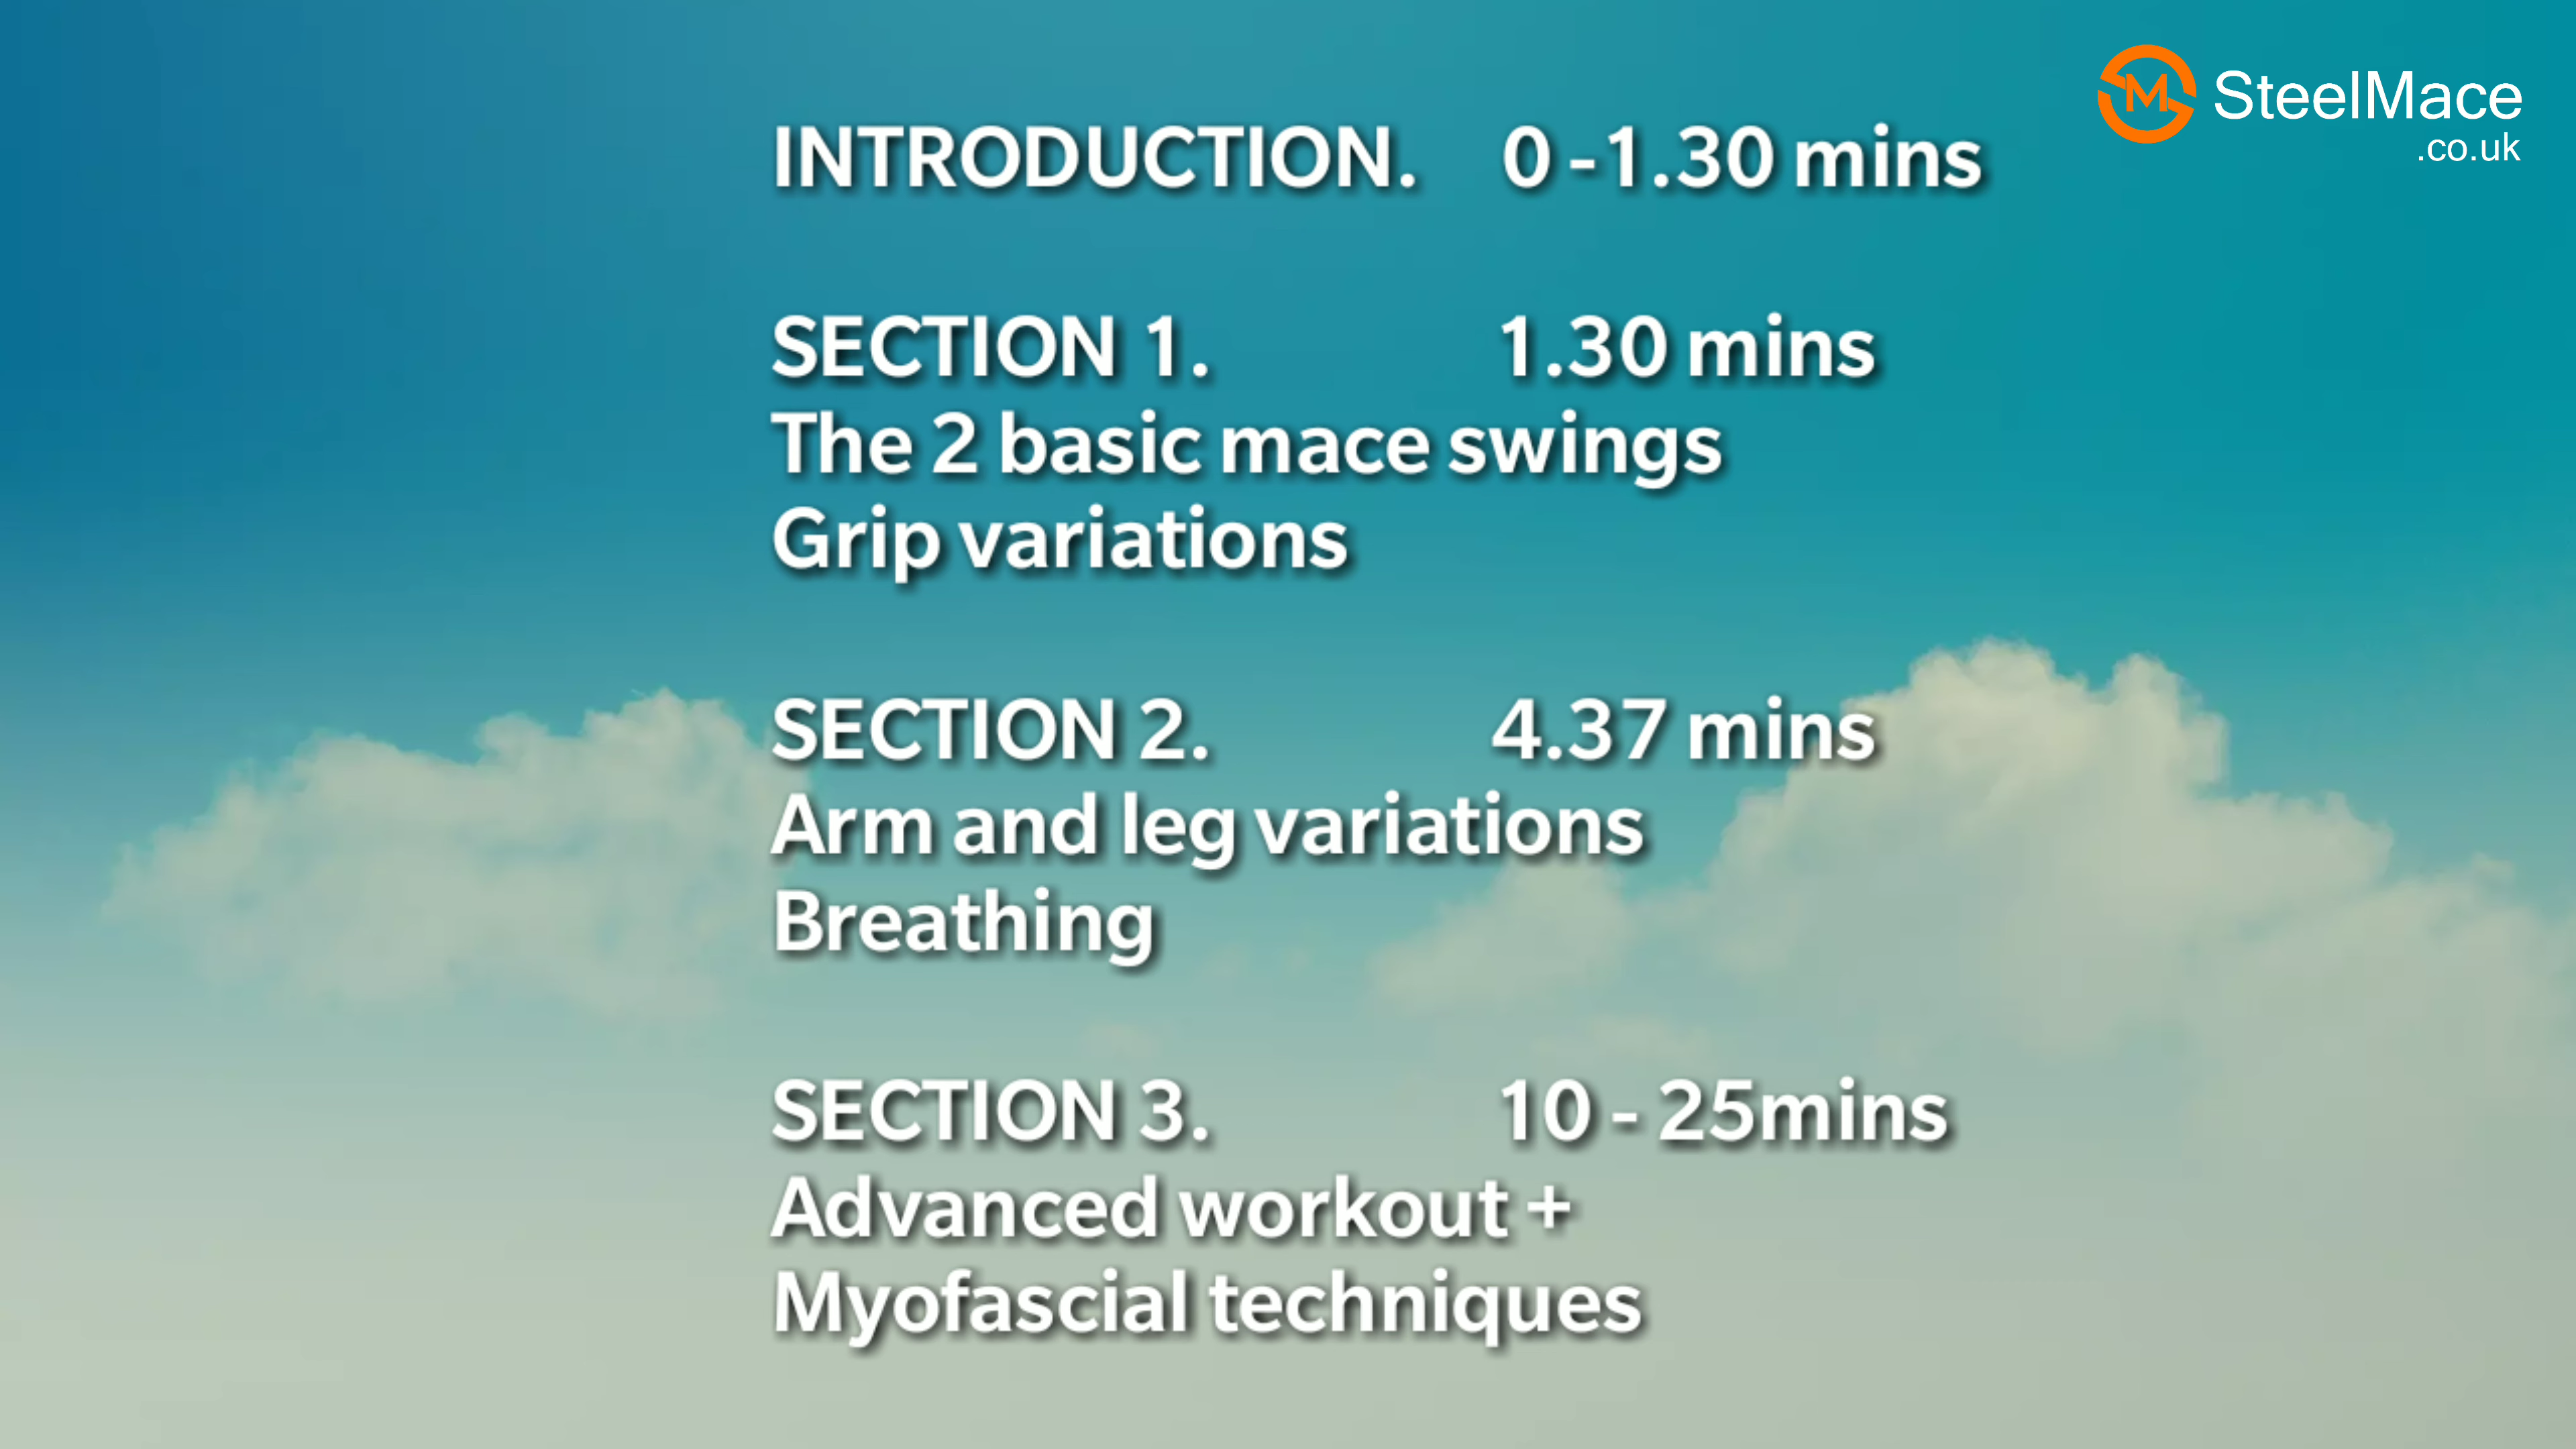 SteelMace
.co.uk
INTRODUCTION. 0 -1.30 mins
SECTION 1. 1.30 mins
The 2 basic mace swings
Grip variations
SECTION 2. 4.37 mins
Arm and leg variations
Breathing
SECTION 3. 10 - 25mins
Advanced workout +
Myofascial techniques